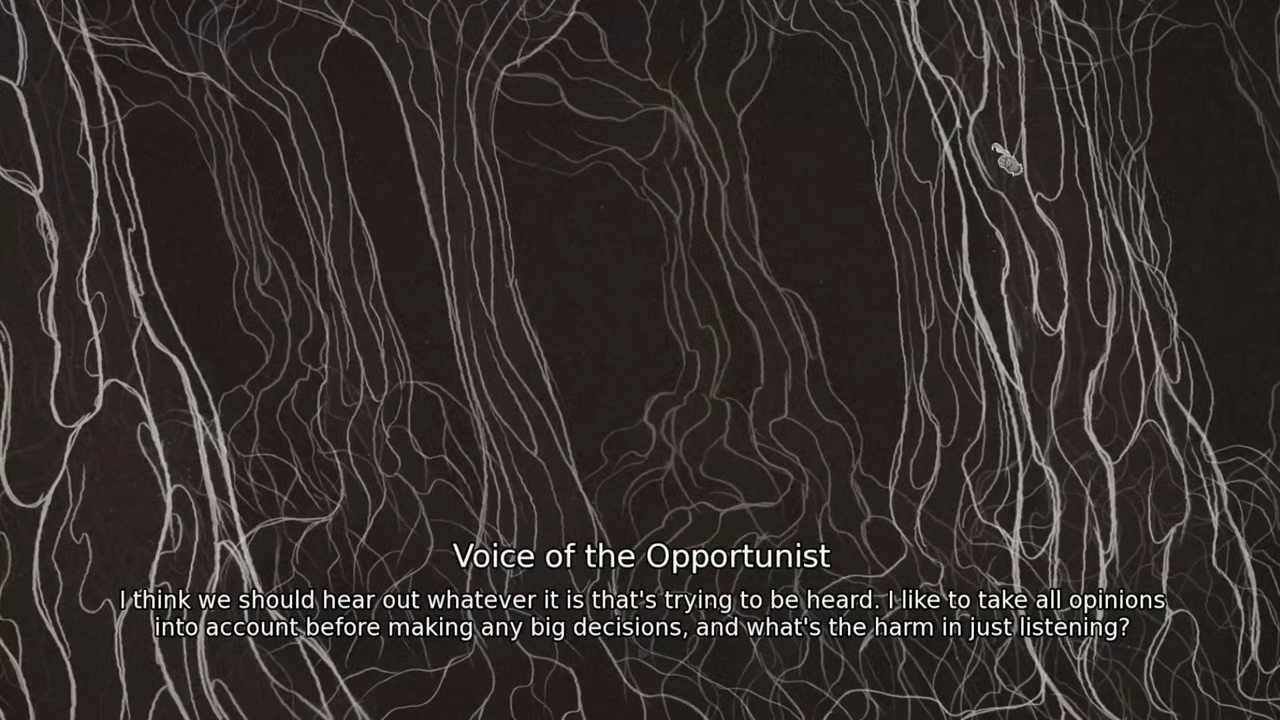 Voice of the Opportunist
I think we should hear out whatever it is that's trying to be heard. I like to take all opinions
into account before making any big decisions, and what's the harm in just listening?